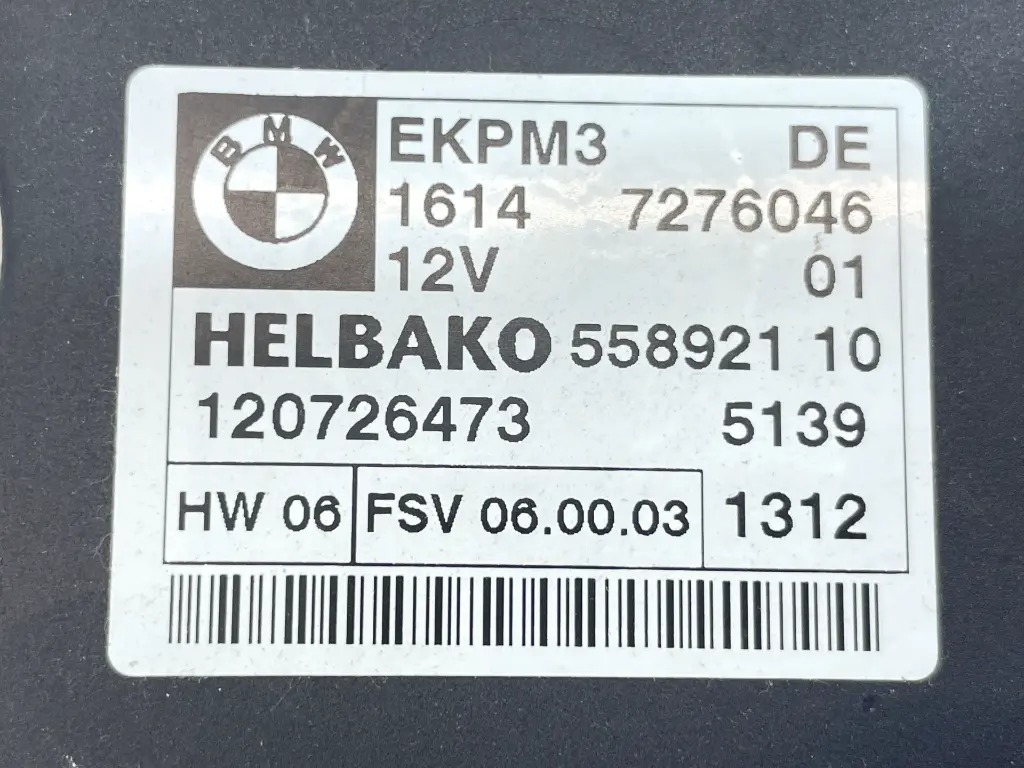 BMW
EKPM3 DE
1614 7276046
12V 01
HELBAKO 558921 10
120726473 5139
HW 06 FSV 06.00.03 1312